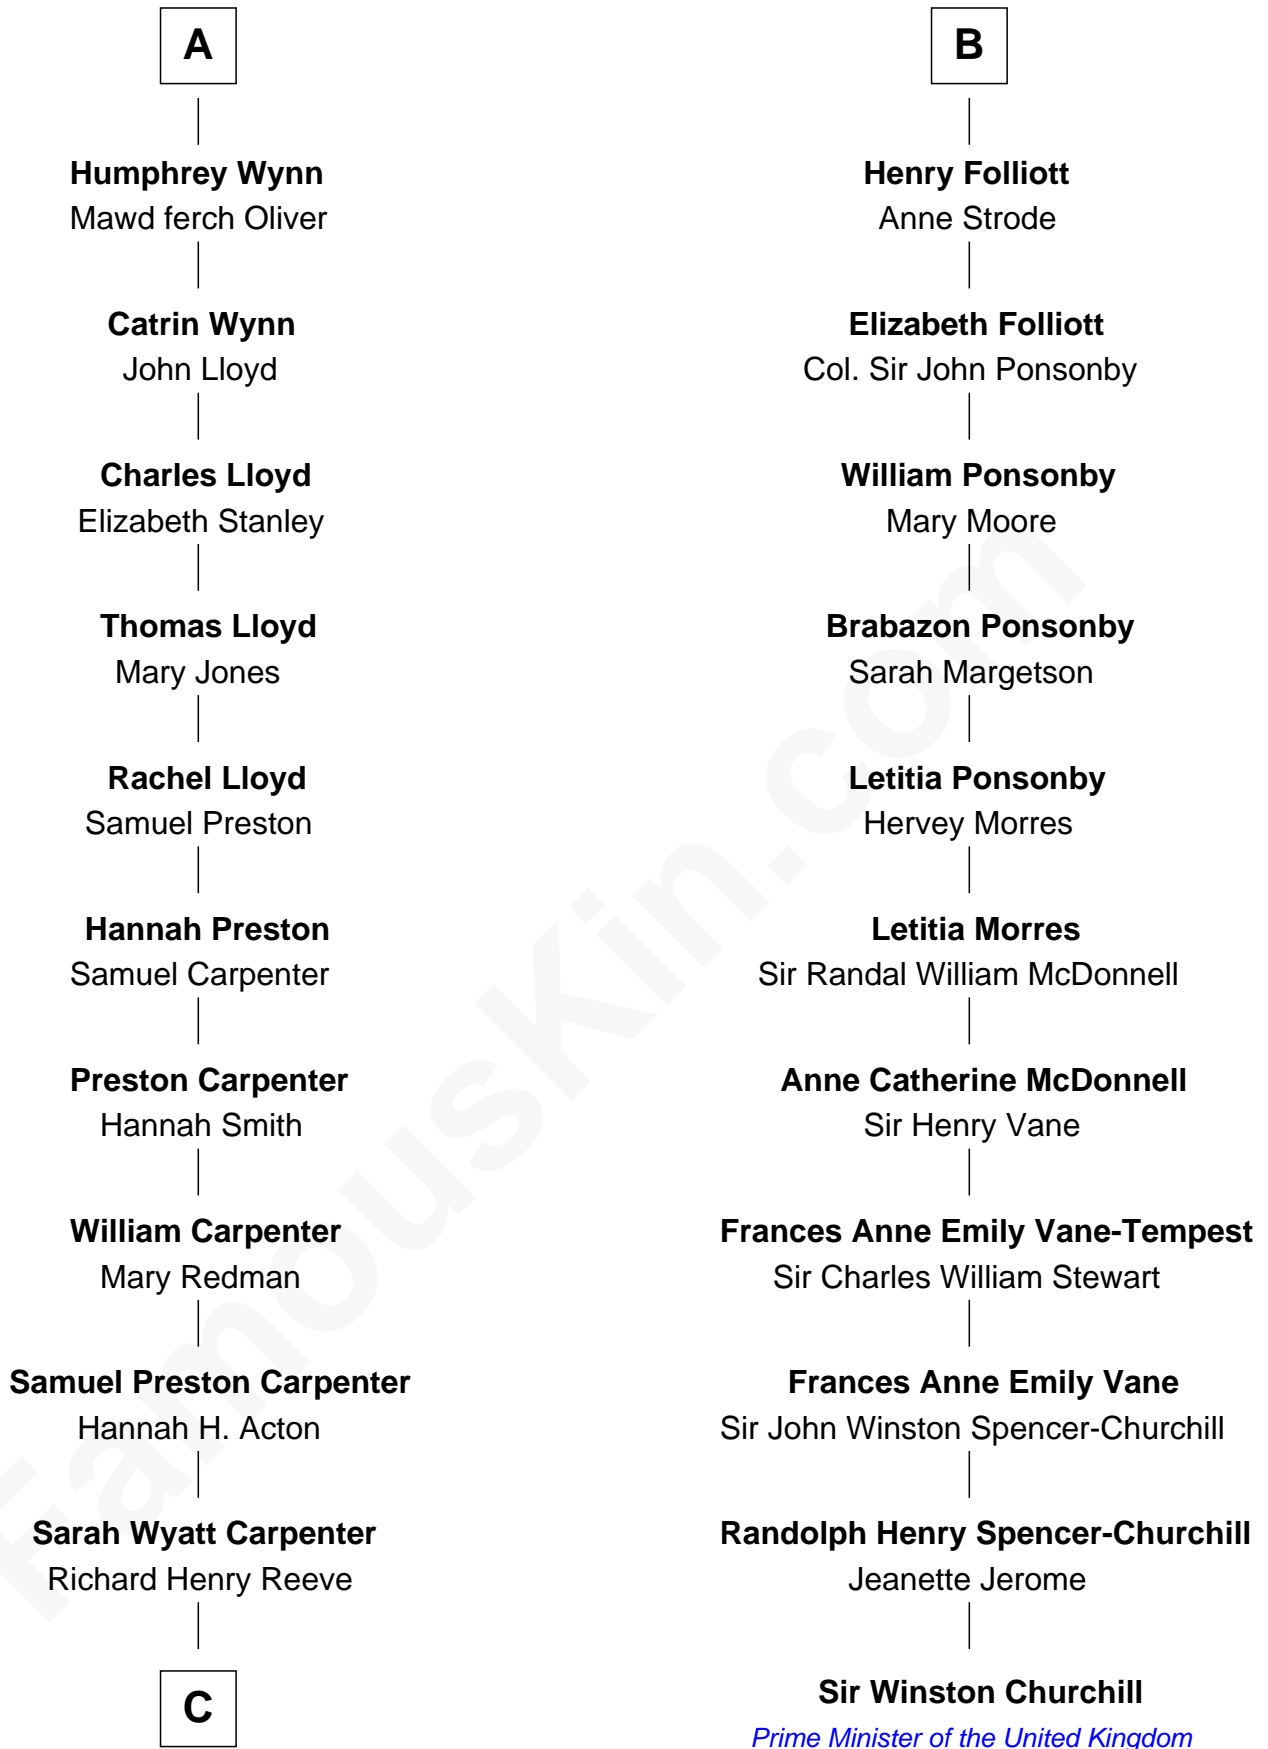 A
Humphrey Wynn
Mawd ferch Oliver
Catrin Wynn
John Lloyd
Charles Lloyd
Elizabeth Stanley
Thomas Lloyd
Mary Jones
Rachel Lloyd
Samuel Preston
Hannah Preston
Samuel Carpenter
Preston Carpenter
Hannah Smith
William Carpenter
Mary Redman
Samuel Preston Carpenter
Hannah H. Acton
Sarah Wyatt Carpenter
Richard Henry Reeve
C
B
Henry Folliott
Anne Strode
Elizabeth Folliott
Col. Sir John Ponsonby
William Ponsonby
Mary Moore
Brabazon Ponsonby
Sarah Margetson
Letitia Ponsonby
Hervey Morres
Letitia Morres
Sir Randal William McDonnell
Anne Catherine McDonnell
Sir Henry Vane
Frances Anne Emily Vane-Tempest
Sir Charles William Stewart
Frances Anne Emily Vane
Sir John Winston Spencer-Churchill
Randolph Henry Spencer-Churchill
Jeanette Jerome
Sir Winston Churchill
Prime Minister of the United Kingdom
FamousKin.com